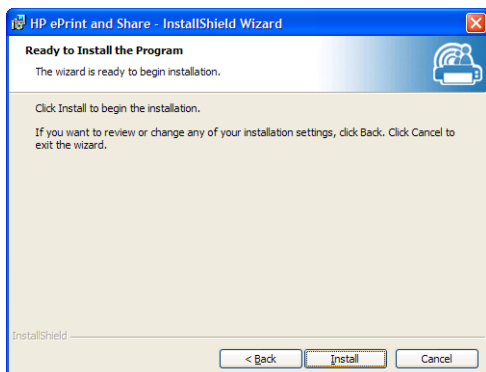 HP ePrint and Share - InstallShield Wizard
Ready to Install the Program
The wizard is ready to begin installation.
Click Install to begin the installation.
If you want to review or change any of your installation settings, click Back. Click Cancel to
exit the wizard.
InstallShield
< Back Install Cancel